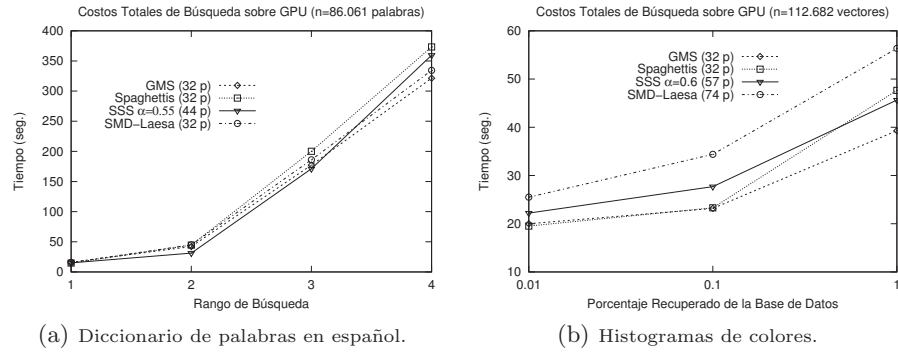 Costos Totales de Búsqueda sobre GPU (n=86.061 palabras)
400
350
300
250
200
150
100
50
0
Tiempo (seg.)
GMS (32 p)
Spaghettis (32 p)
SSS α=0.55 (44 p)
SMD−Laesa (32 p)
1
2
3
4
Rango de Búsqueda
(a) Diccionario de palabras en español.
Costos Totales de Búsqueda sobre GPU (n=112.682 vectores)
60
50
40
30
20
10
Tiempo (seg.)
GMS (32 p)
Spaghettis (32 p)
SSS α=0.6 (57 p)
SMD−Laesa (74 p)
0.01
0.1
1
Porcentaje Recuperado de la Base de Datos
(b) Histogramas de colores.